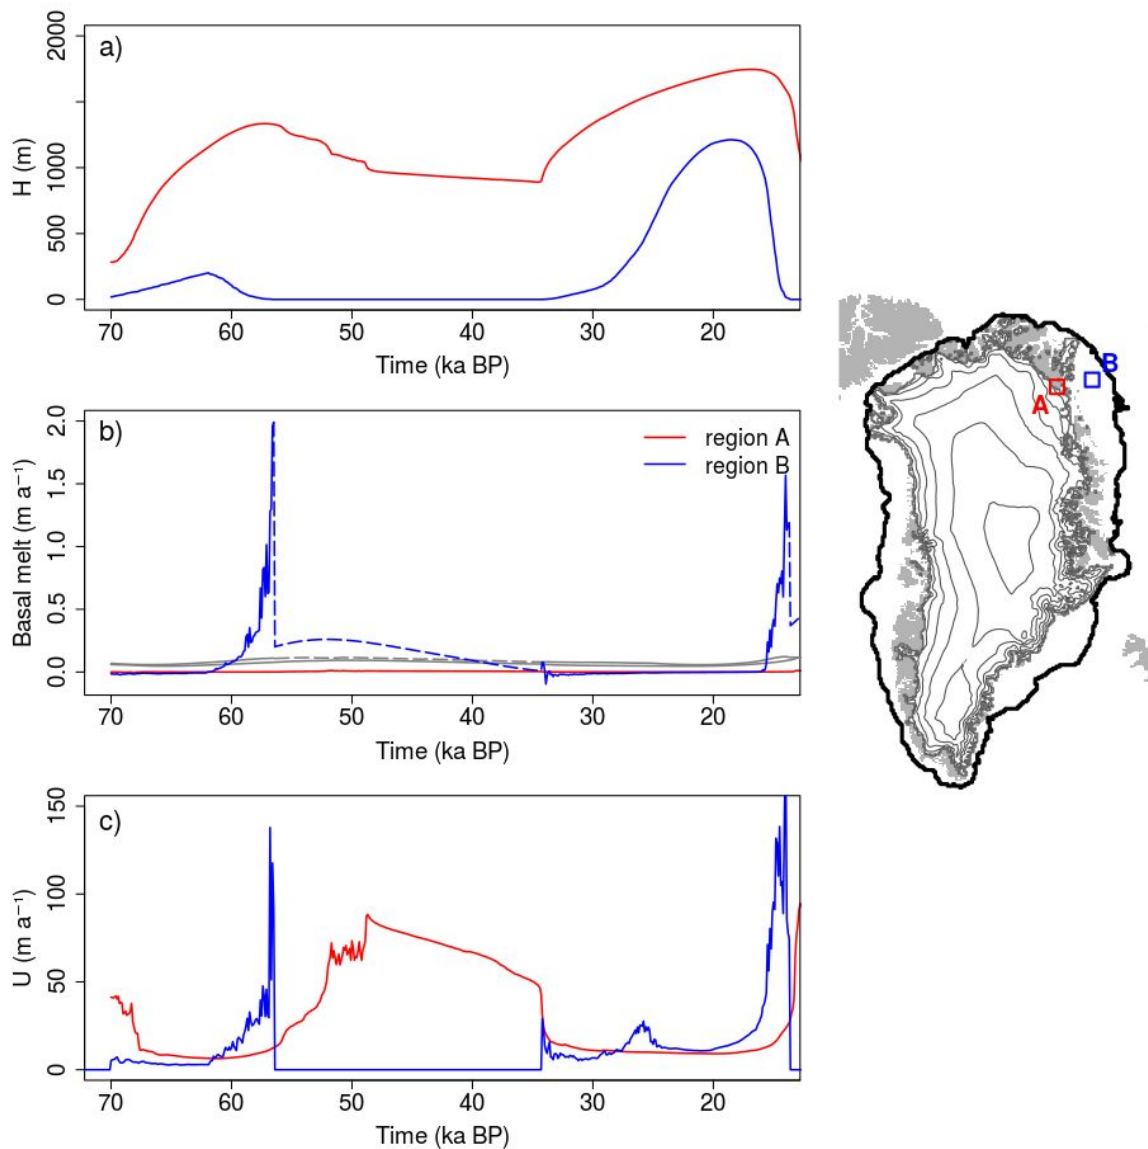 a)
2000
1000
500
0
H (m)
70 60 50 40 30 20
Time (ka BP)
b)
2.0
1.5
1.0
0.5
0.0
Basal melt (m a⁻¹)
region A
region B
70 60 50 40 30 20
Time (ka BP)
c)
150
100
50
0
U (m a⁻¹)
70 60 50 40 30 20
Time (ka BP)
B
A